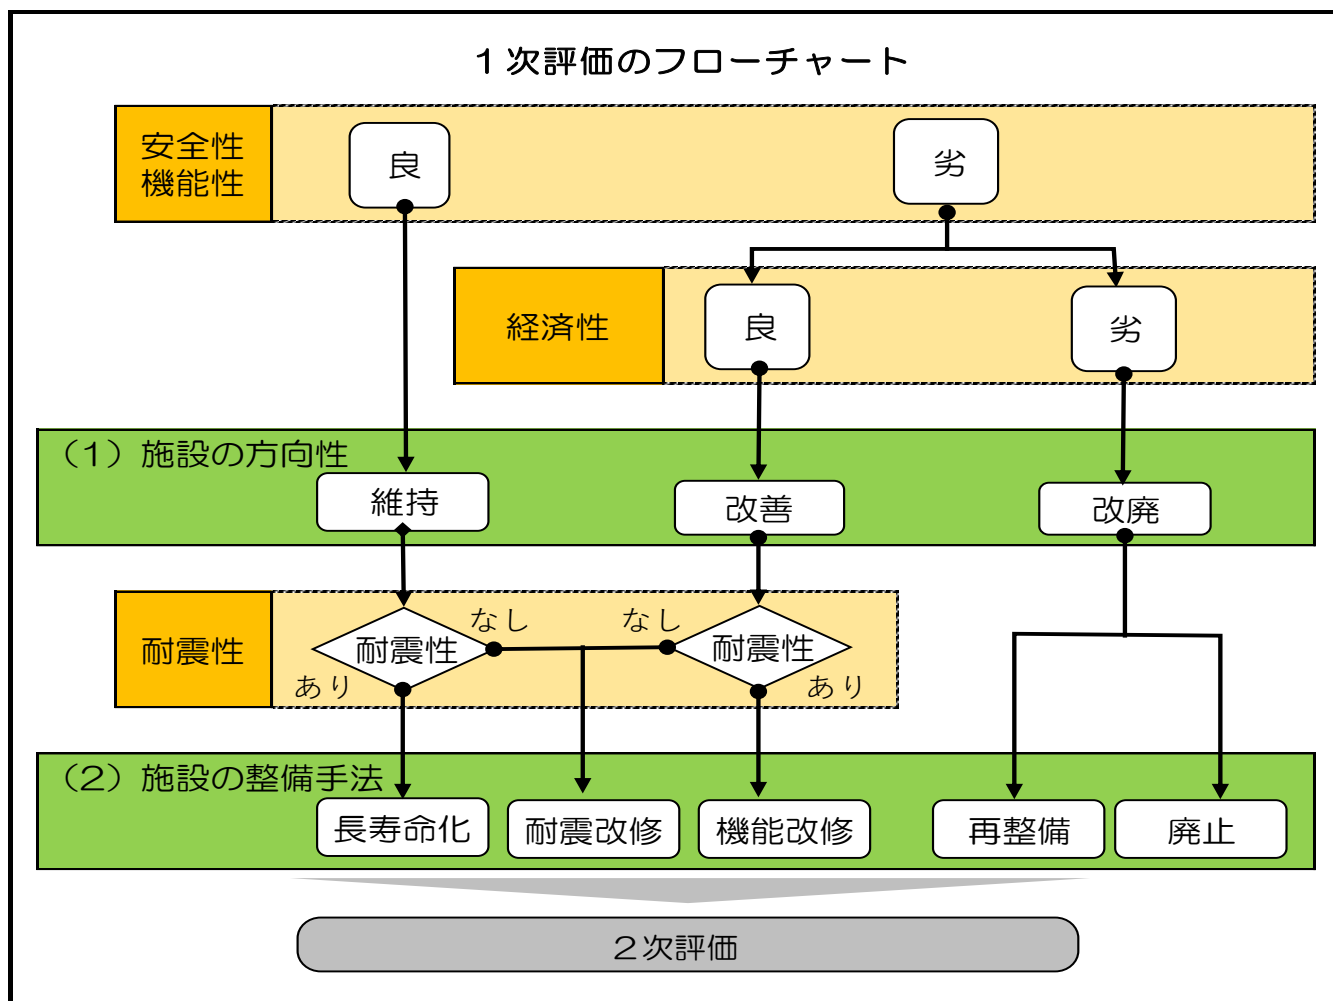 １次評価のフローチャート
安全性
機能性
良
劣
経済性
良
劣
（1）施設の方向性
維持
改善
改廃
耐震性
耐震性
なし
なし
耐震性
あり
あり
（2）施設の整備手法
長寿命化
耐震改修
機能改修
再整備
廃止
２次評価